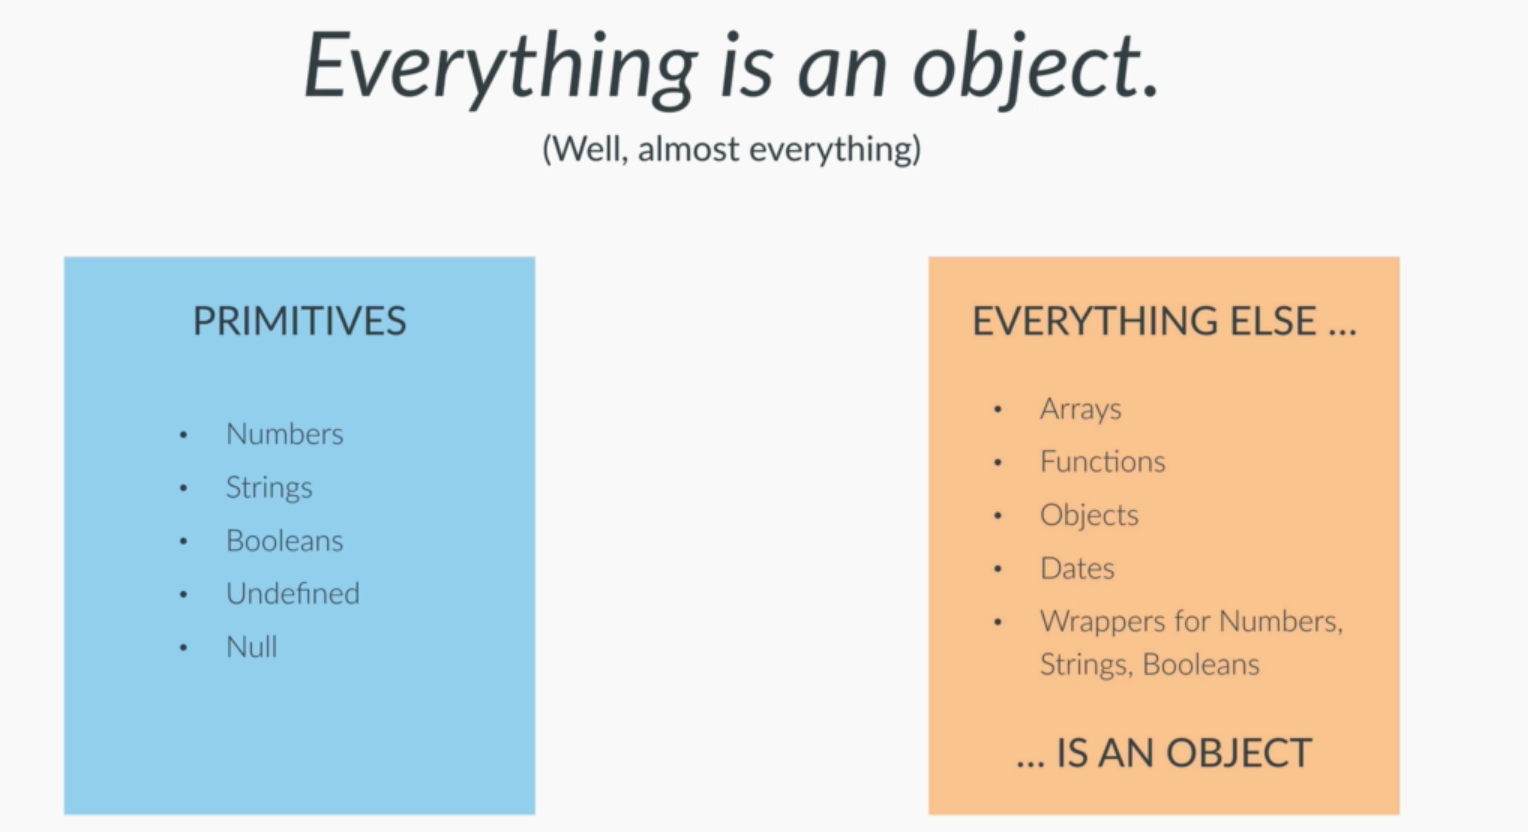 Everything is an object.
(Well, almost everything)
PRIMITIVES
• Numbers
• Strings
• Booleans
• Undefined
• Null
EVERYTHING ELSE ...
• Arrays
• Functions
• Objects
• Dates
• Wrappers for Numbers,
Strings, Booleans
... IS AN OBJECT